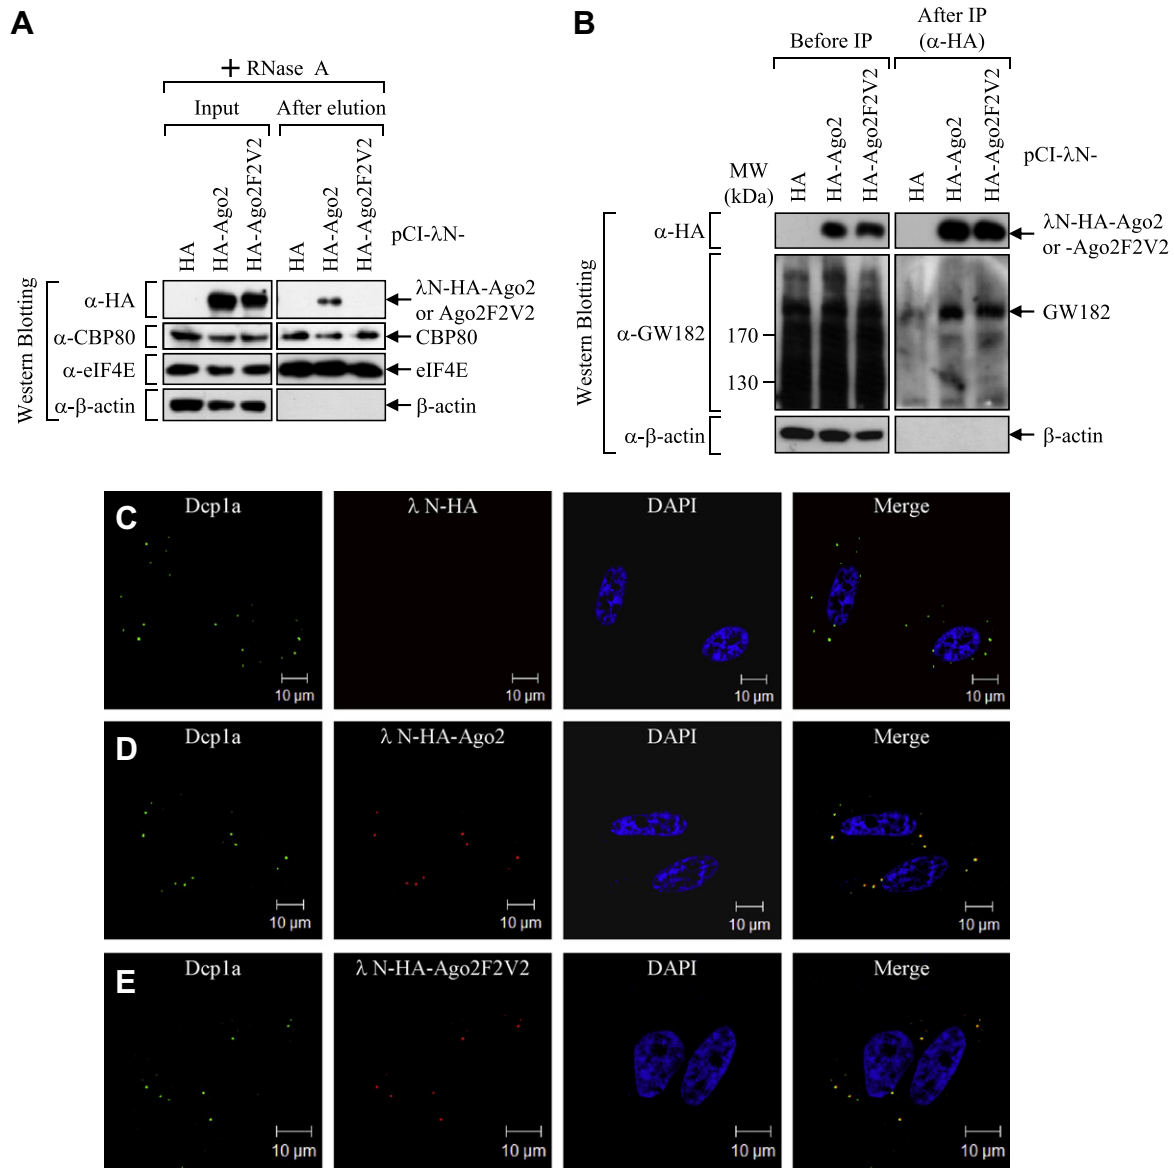 A
+ RNase A
Input
After elution
HA
HA-Ago2
HA-Ago2F2V2
HA
HA-Ago2
HA-Ago2F2V2
pCI-λN-
Western Blotting
α-HA
λN-HA-Ago2
or Ago2F2V2
α-CBP80
CBP80
α-eIF4E
eIF4E
α-β-actin
β-actin
B
Before IP
After IP
(α-HA)
MW
(kDa)
HA
HA-Ago2
HA-Ago2F2V2
HA
HA-Ago2
HA-Ago2F2V2
pCI-λN-
Western Blotting
α-HA
λN-HA-Ago2
or -Ago2F2V2
α-GW182
170
130
GW182
α-β-actin
β-actin
C
Dcp1a
λ N-HA
DAPI
Merge
10 µm
10 µm
10 µm
10 µm
D
Dcp1a
λ N-HA-Ago2
DAPI
Merge
10 µm
10 µm
10 µm
10 µm
E
Dcp1a
λ N-HA-Ago2F2V2
DAPI
Merge
10 µm
10 µm
10 µm
10 µm